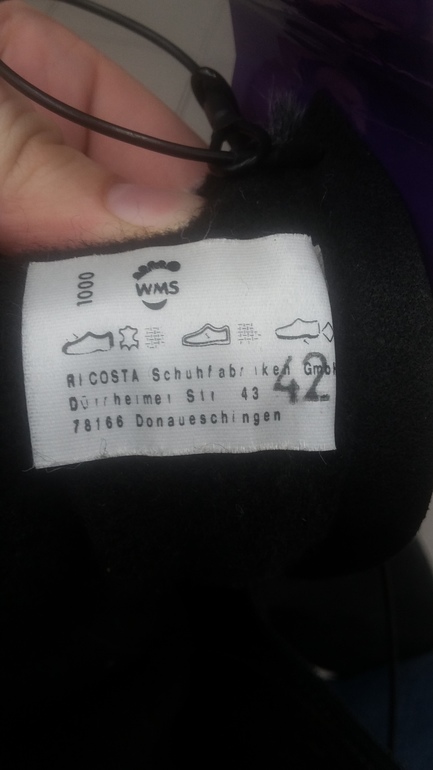 1000
WMS
RICOSTA Schuhfabriken GmbH
Dürrheimer Str 43
42
78166 Donaueschingen